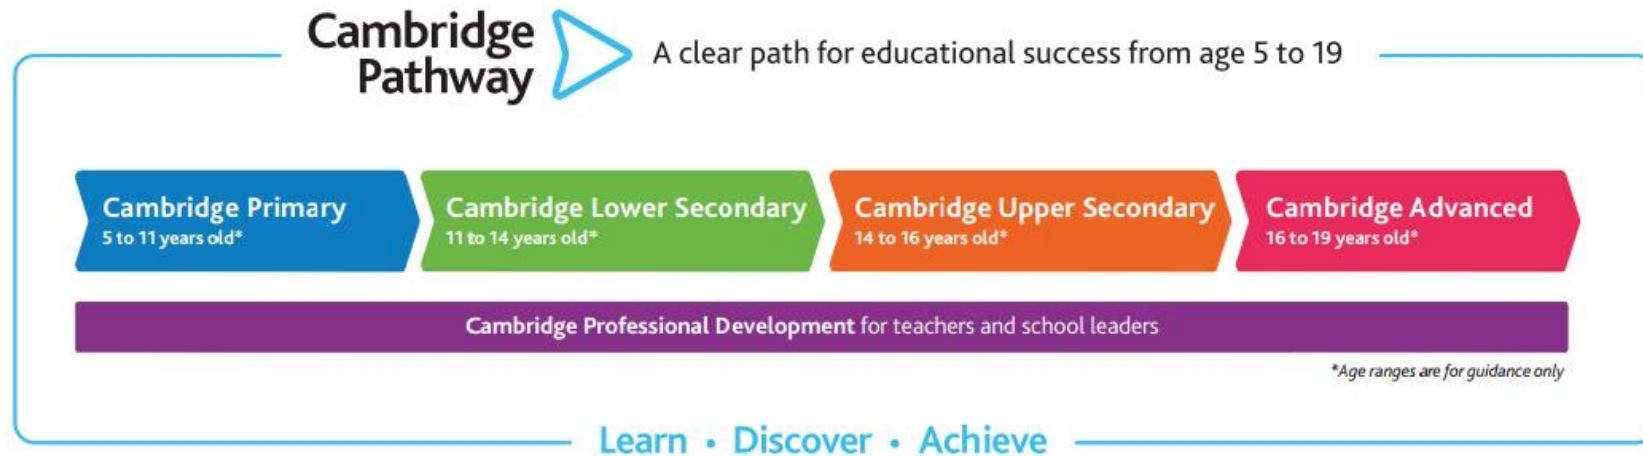 Cambridge
Pathway
A clear path for educational success from age 5 to 19
Cambridge Primary
5 to 11 years old*
Cambridge Lower Secondary
11 to 14 years old*
Cambridge Upper Secondary
14 to 16 years old*
Cambridge Advanced
16 to 19 years old*
Cambridge Professional Development for teachers and school leaders
*Age ranges are for guidance only
Learn • Discover • Achieve